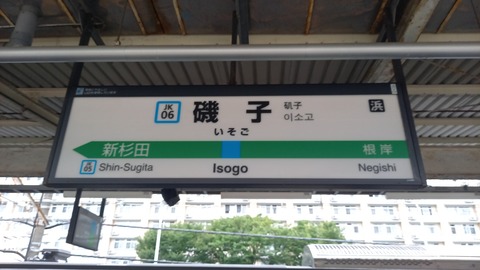 JK
06
磯子
矶子
이소고
浜
いそご
新杉田
根岸
JK
05
Shin-Sugita
Isogo
Negishi